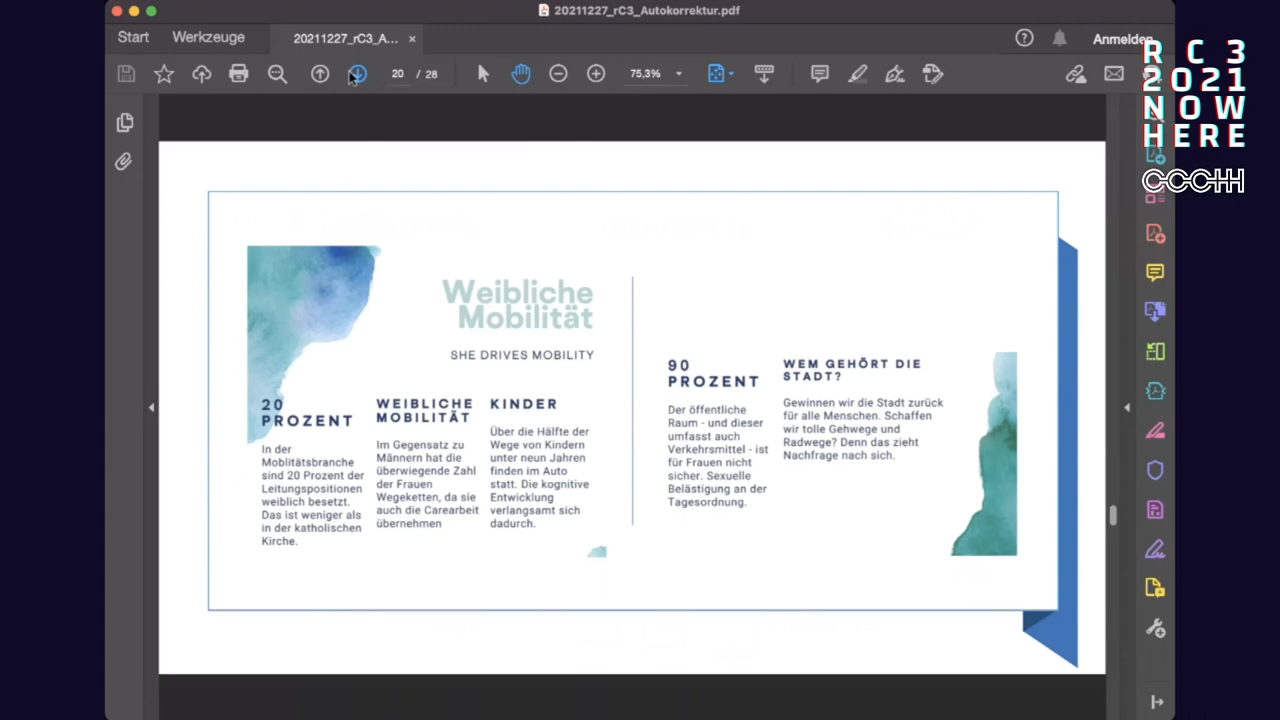 20211227_rC3_Autokorrektur.pdf
Start
Werkzeuge
20211227_rC3_A... ×
Anmelden
20 / 28
75,3%
R C 3
2021
NOW
HERE
CCCHH
Weibliche
Mobilität
SHE DRIVES MOBILITY
20
PROZENT
In der
Moblitätsbranche
sind 20 Prozent der
Leitungspositionen
weiblich besetzt.
Das ist weniger als
in der katholischen
Kirche.
WEIBLICHE
MOBILITÄT
Im Gegensatz zu
Männern hat die
überwiegende Zahl
der Frauen
Wegeketten, da sie
auch die Carearbeit
übernehmen
KINDER
Über die Hälfte der
Wege von Kindern
unter neun Jahren
finden im Auto
statt. Die kognitive
Entwicklung
verlangsamt sich
dadurch.
90
PROZENT
Der öffentliche
Raum - und dieser
umfasst auch
Verkehrsmittel - ist
für Frauen nicht
sicher. Sexuelle
Belästigung an der
Tagesordnung.
WEM GEHÖRT DIE
STADT?
Gewinnen wir die Stadt zurück
für alle Menschen. Schaffen
wir tolle Gehwege und
Radwege? Denn das zieht
Nachfrage nach sich.